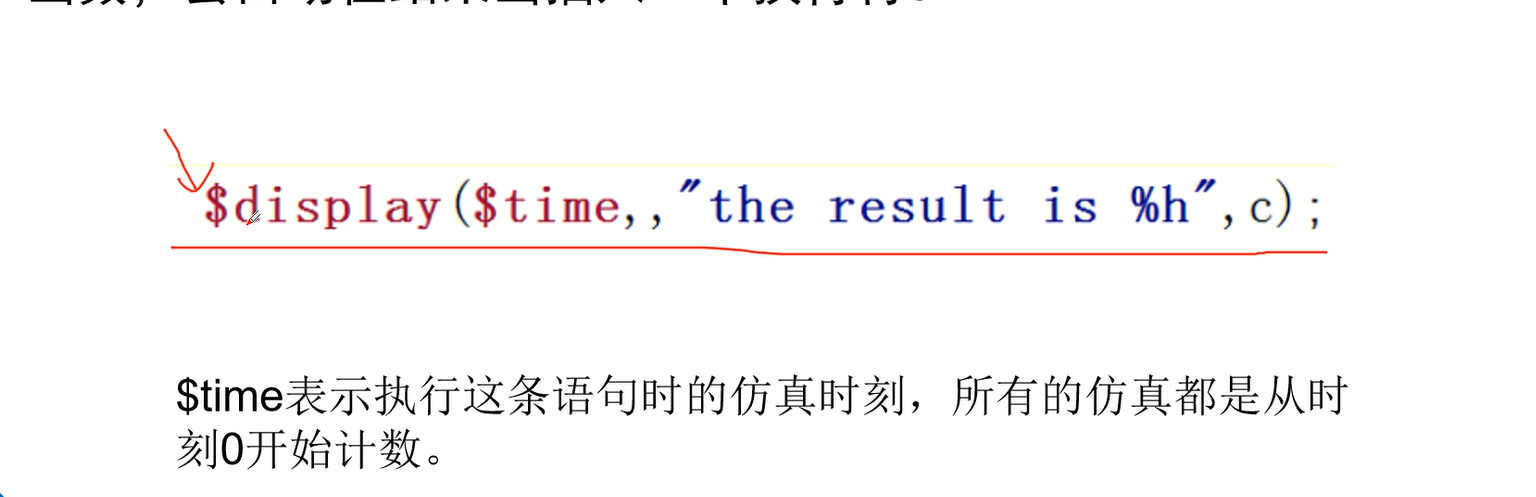 $display($time,,"the result is %h",c);
$time表示执行这条语句时的仿真时刻，所有的仿真都是从时
刻0开始计数。